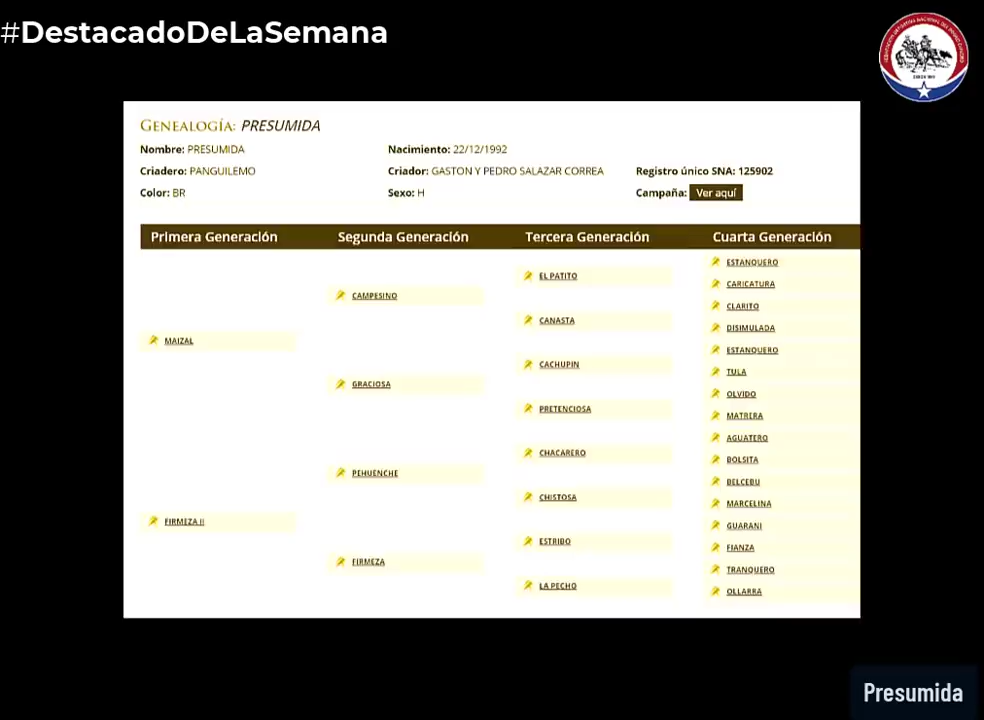 #DestacadoDeLaSemana
GENEALOGÍA: PRESUMIDA
Nombre: PRESUMIDA
Nacimiento: 22/12/1992
Criadero: PANGUILEMO
Criador: GASTON Y PEDRO SALAZAR CORREA
Registro único SNA: 125902
Color: BR
Sexo: H
Campaña: Ver aquí
Primera Generación
Segunda Generación
Tercera Generación
Cuarta Generación
MAIZAL
FIRMEZA II
CAMPESINO
GRACIOSA
PEHUENCHE
FIRMEZA
EL PATITO
CANASTA
CACHUPIN
PRETENCIOSA
CHACARERO
CHISTOSA
ESTRIBO
LA PECHO
ESTANQUERO
CARICATURA
CLARITO
DISIMULADA
ESTANQUERO
TULA
OLVIDO
MATRERA
AGUATERO
BOLSITA
BELCEBU
MARCELINA
GUARANI
FIANZA
TRANQUERO
OLLARRA
Presumida